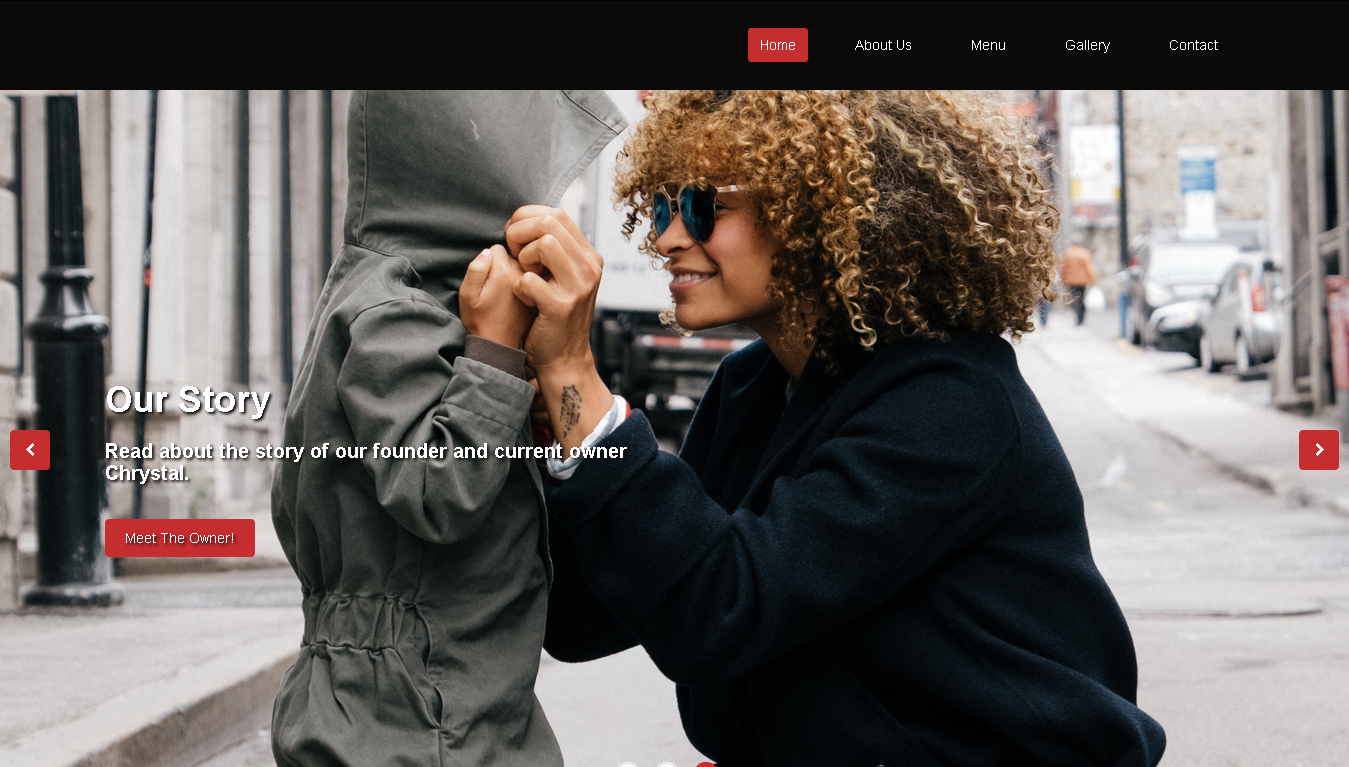 Home About Us Menu Gallery Contact
Our Story
Read about the story of our founder and current owner
Chrystal.
Meet The Owner!